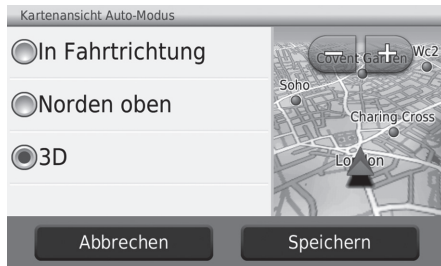 Kartenansicht Auto-Modus
In Fahrtrichtung
Norden oben
3D
Covent Garden
Wc2
Soho
Charing Cross
London
Abbrechen
Speichern